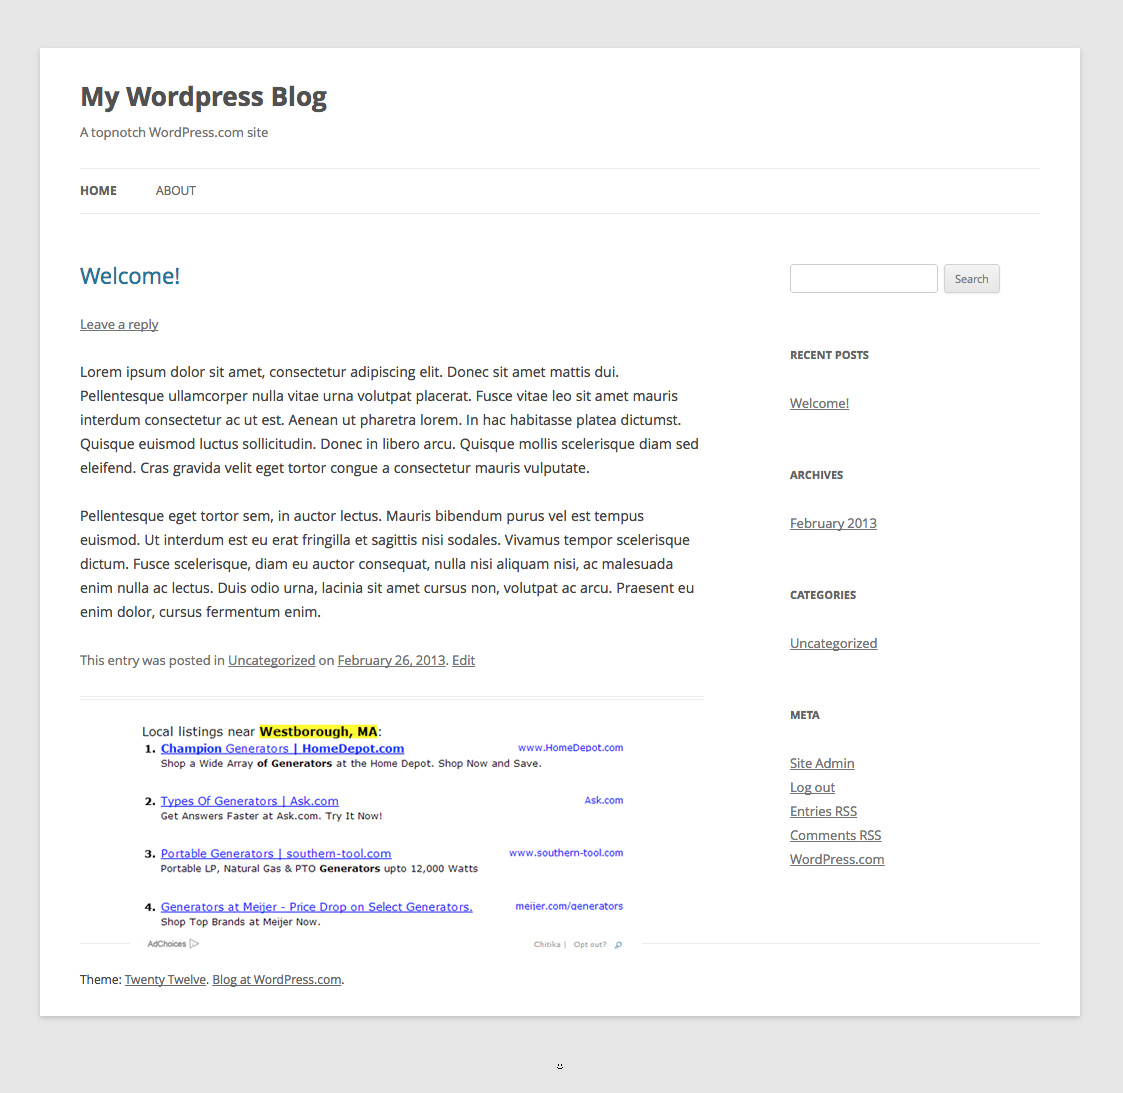 My Wordpress Blog
A topnotch WordPress.com site
HOME ABOUT
Welcome!
Leave a reply
Lorem ipsum dolor sit amet, consectetur adipiscing elit. Donec sit amet mattis dui.
Pellentesque ullamcorper nulla vitae urna volutpat placerat. Fusce vitae leo sit amet mauris
interdum consectetur ac ut est. Aenean ut pharetra lorem. In hac habitasse platea dictumst.
Quisque euismod luctus sollicitudin. Donec in libero arcu. Quisque mollis scelerisque diam sed
eleifend. Cras gravida velit eget tortor congue a consectetur mauris vulputate.
Pellentesque eget tortor sem, in auctor lectus. Mauris bibendum purus vel est tempus
euismod. Ut interdum est eu erat fringilla et sagittis nisi sodales. Vivamus tempor scelerisque
dictum. Fusce scelerisque, diam eu auctor consequat, nulla nisi aliquam nisi, ac malesuada
enim nulla ac lectus. Duis odio urna, lacinia sit amet cursus non, volutpat ac arcu. Praesent eu
enim dolor, cursus fermentum enim.
This entry was posted in Uncategorized on February 26, 2013. Edit
Local listings near Westborough, MA:
1. Champion Generators | HomeDepot.com www.HomeDepot.com
Shop a Wide Array of Generators at the Home Depot. Shop Now and Save.
2. Types Of Generators | Ask.com Ask.com
Get Answers Faster at Ask.com. Try It Now!
3. Portable Generators | southern-tool.com www.southern-tool.com
Portable LP, Natural Gas & PTO Generators upto 12,000 Watts
4. Generators at Meijer - Price Drop on Select Generators. meijer.com/generators
Shop Top Brands at Meijer Now.
AdChoices Chitika | Opt out?
Search
RECENT POSTS
Welcome!
ARCHIVES
February 2013
CATEGORIES
Uncategorized
META
Site Admin
Log out
Entries RSS
Comments RSS
WordPress.com
Theme: Twenty Twelve. Blog at WordPress.com.